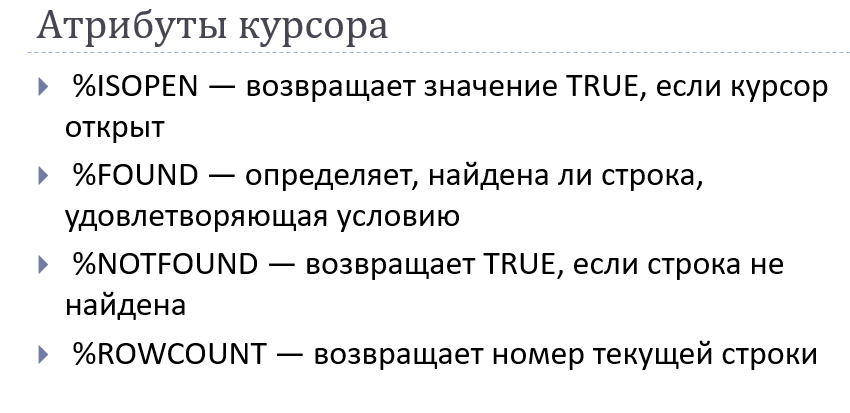 Атрибуты курсора
%ISOPEN — возвращает значение TRUE, если курсор
открыт
%FOUND — определяет, найдена ли строка,
удовлетворяющая условию
%NOTFOUND — возвращает TRUE, если строка не
найдена
%ROWCOUNT — возвращает номер текущей строки